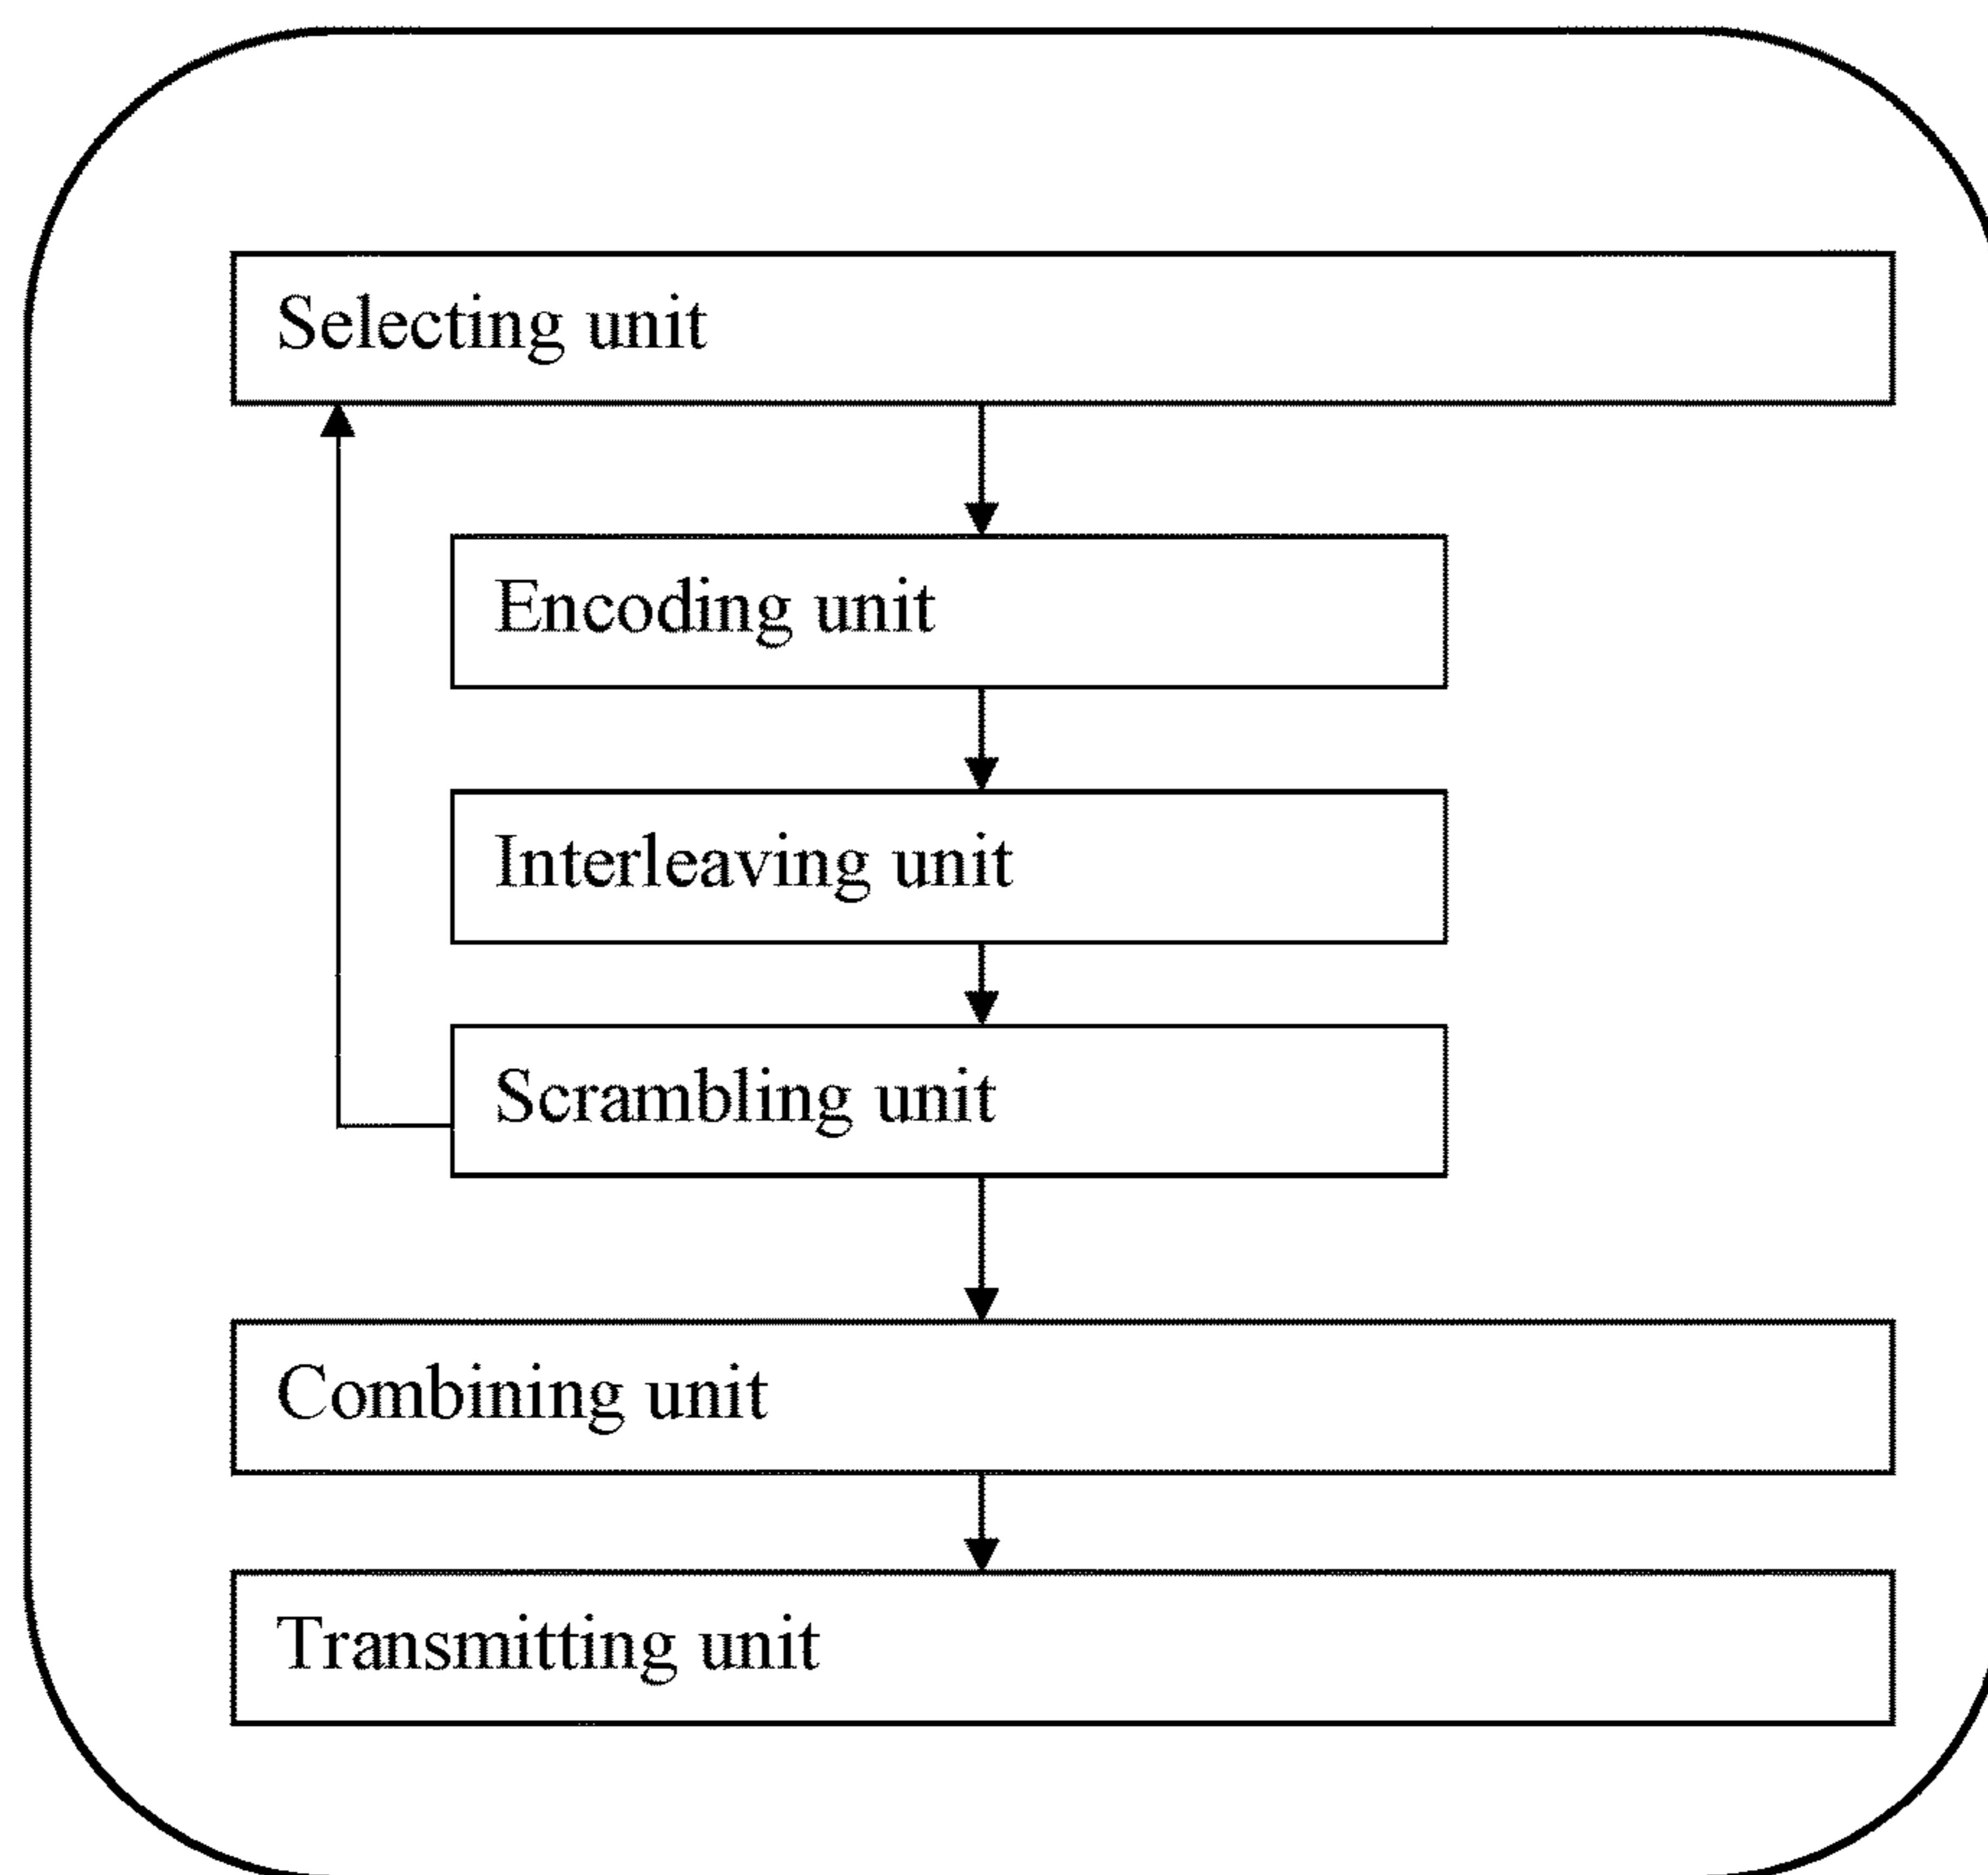 Selecting unit
Encoding unit
Interleaving unit
Scrambling unit
Combining unit
Transmitting unit